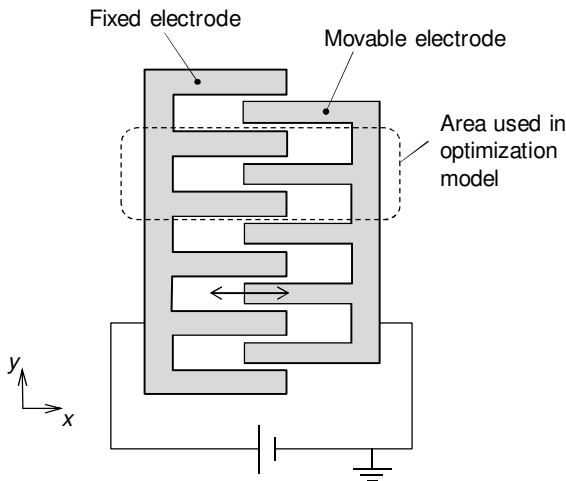 Fixed electrode
Movable electrode
Area used in
optimization
model
y
x